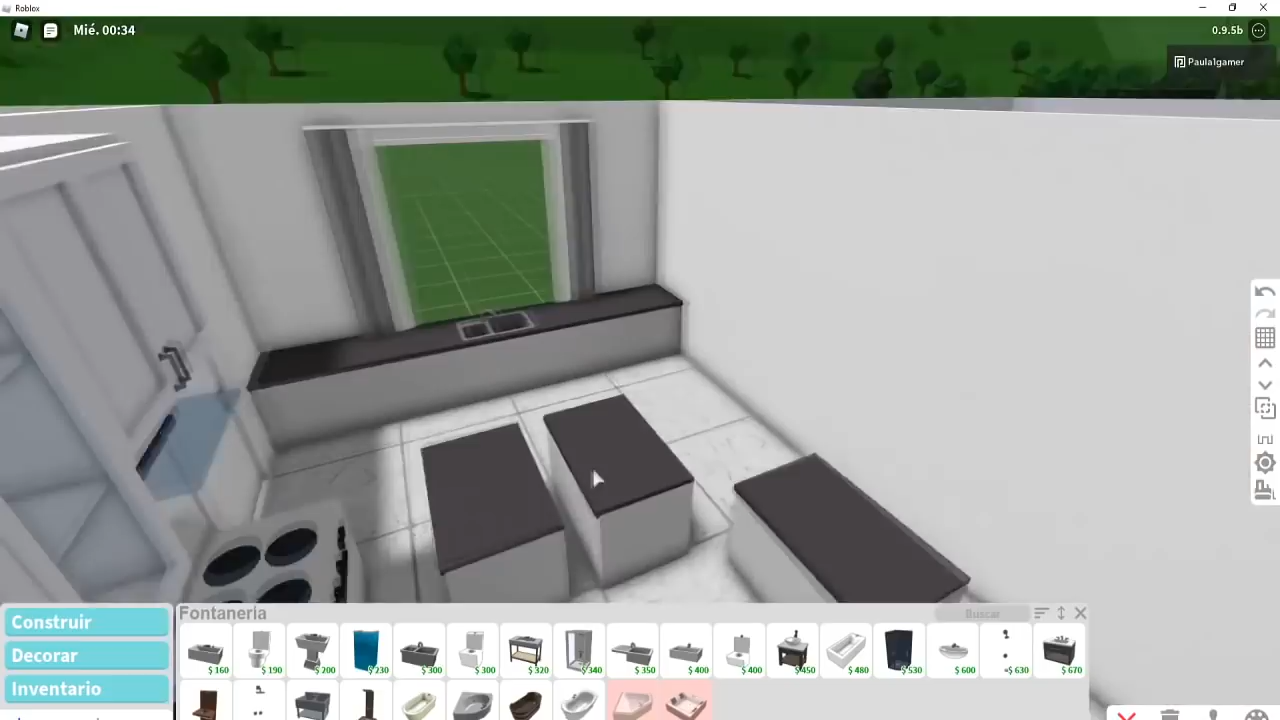 Roblox
Mié. 00:34
0.9.5b
Paula1gamer
Fontaneria
Buscar
Construir
Decorar
Inventario
$ 160
$ 190
$ 200
$ 230
$ 300
$ 300
$ 320
$ 340
$ 350
$ 400
$ 400
$ 450
$ 480
$ 530
$ 600
$ 630
$ 670